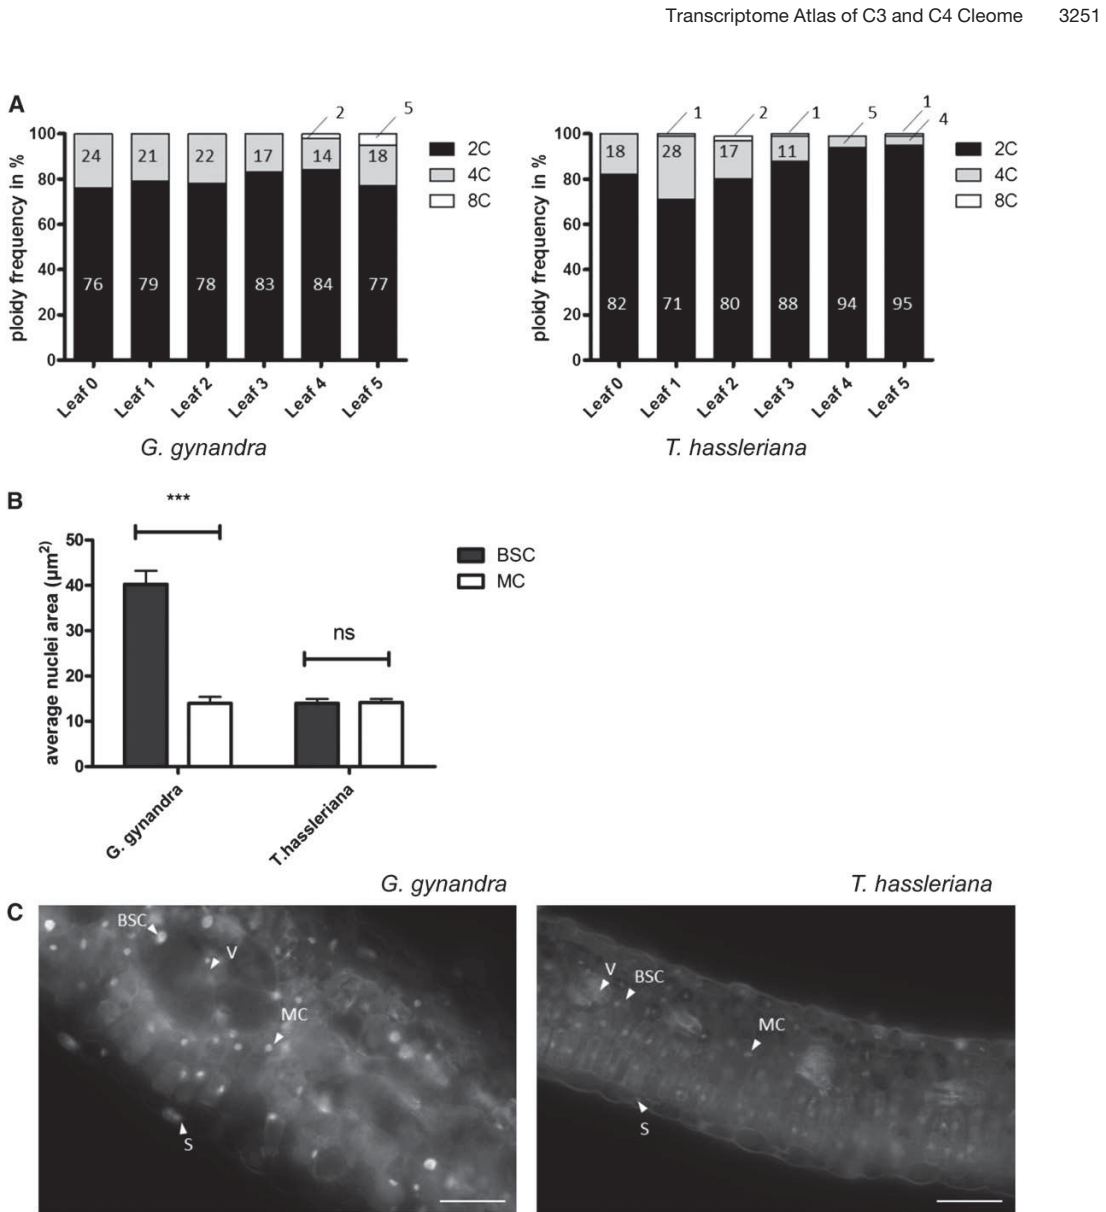 Transcriptome Atlas of C3 and C4 Cleome 3251
A
2 5
100
80
60
40
20
0
ploidy frequency in %
24 21 22 17 14 18
76 79 78 83 84 77
2C
4C
8C
Leaf 0 Leaf 1 Leaf 2 Leaf 3 Leaf 4 Leaf 5
G. gynandra
1 2 1 5 1
4
100
80
60
40
20
0
ploidy frequency in %
18 28 17 11
82 71 80 88 94 95
2C
4C
8C
Leaf 0 Leaf 1 Leaf 2 Leaf 3 Leaf 4 Leaf 5
T. hassleriana
B
***
ns
50
40
30
20
10
0
average nuclei area (µm²)
BSC
MC
G. gynandra
T.hassleriana
C
G. gynandra
BSC
V
MC
S
T. hassleriana
V
BSC
MC
S